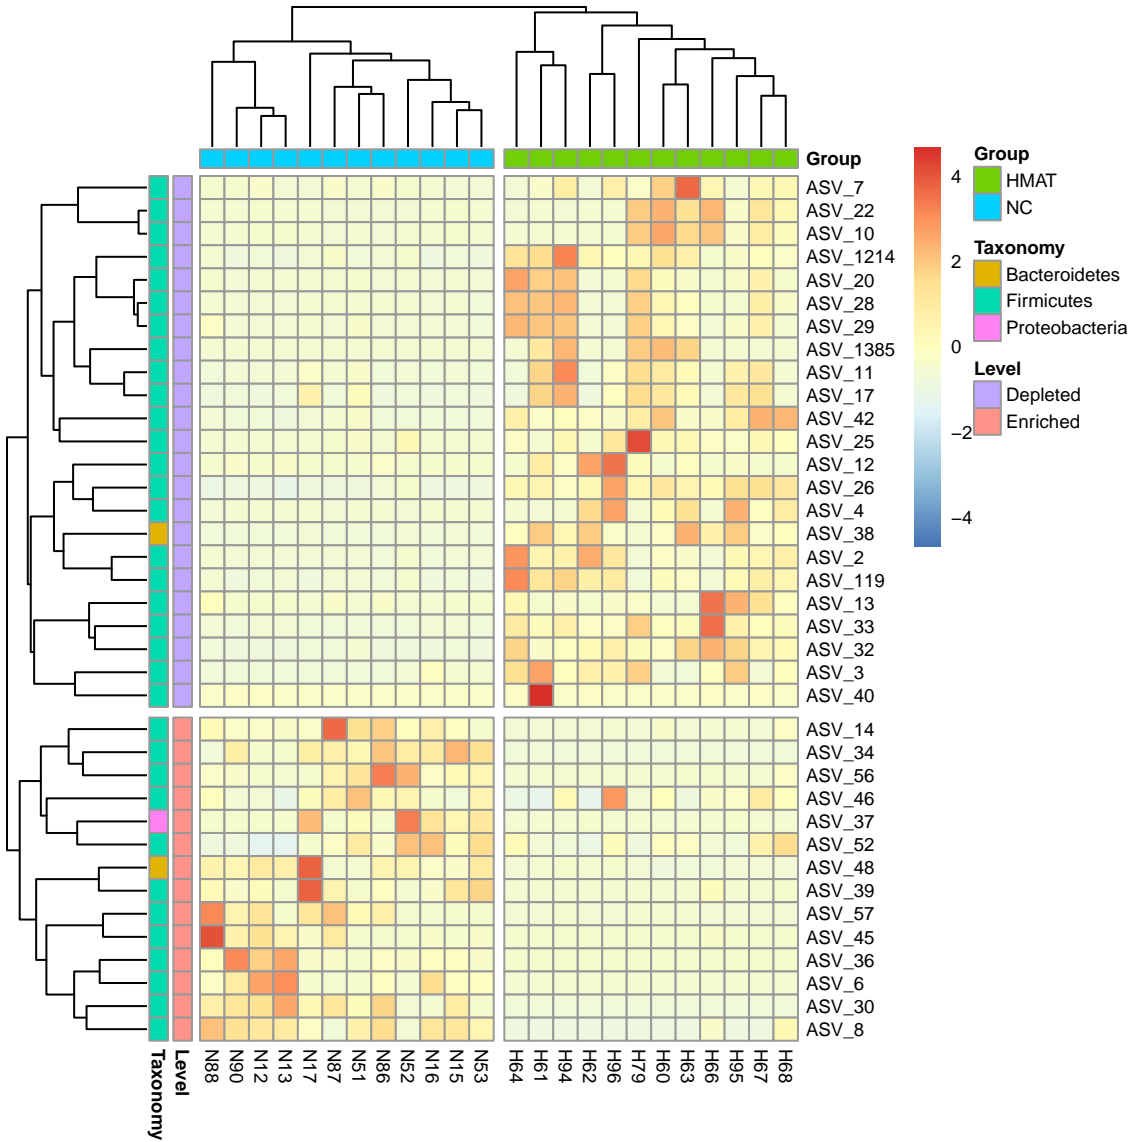 Group
ASV_7
ASV_22
ASV_10
ASV_1214
ASV_20
ASV_28
ASV_29
ASV_1385
ASV_11
ASV_17
ASV_42
ASV_25
ASV_12
ASV_26
ASV_4
ASV_38
ASV_2
ASV_119
ASV_13
ASV_33
ASV_32
ASV_3
ASV_40
ASV_14
ASV_34
ASV_56
ASV_46
ASV_37
ASV_52
ASV_48
ASV_39
ASV_57
ASV_45
ASV_36
ASV_6
ASV_30
ASV_8
Taxonomy
Level
N88
N90
N12
N13
N17
N87
N51
N86
N52
N16
N15
N53
H64
H61
H94
H62
H96
H79
H60
H63
H66
H95
H67
H68
4
2
0
−2
−4
Group
HMAT
NC
Taxonomy
Bacteroidetes
Firmicutes
Proteobacteria
Level
Depleted
Enriched